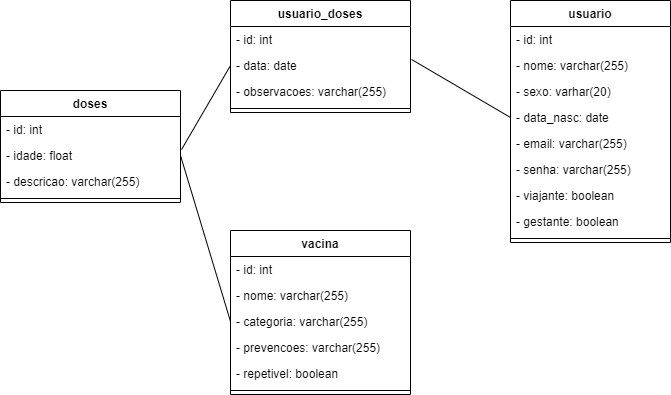 usuario_doses
- id: int
- data: date
- observacoes: varchar(255)
usuario
- id: int
- nome: varchar(255)
- sexo: varhar(20)
- data_nasc: date
- email: varchar(255)
- senha: varchar(255)
- viajante: boolean
- gestante: boolean
doses
- id: int
- idade: float
- descricao: varchar(255)
vacina
- id: int
- nome: varchar(255)
- categoria: varchar(255)
- prevencoes: varchar(255)
- repetivel: boolean